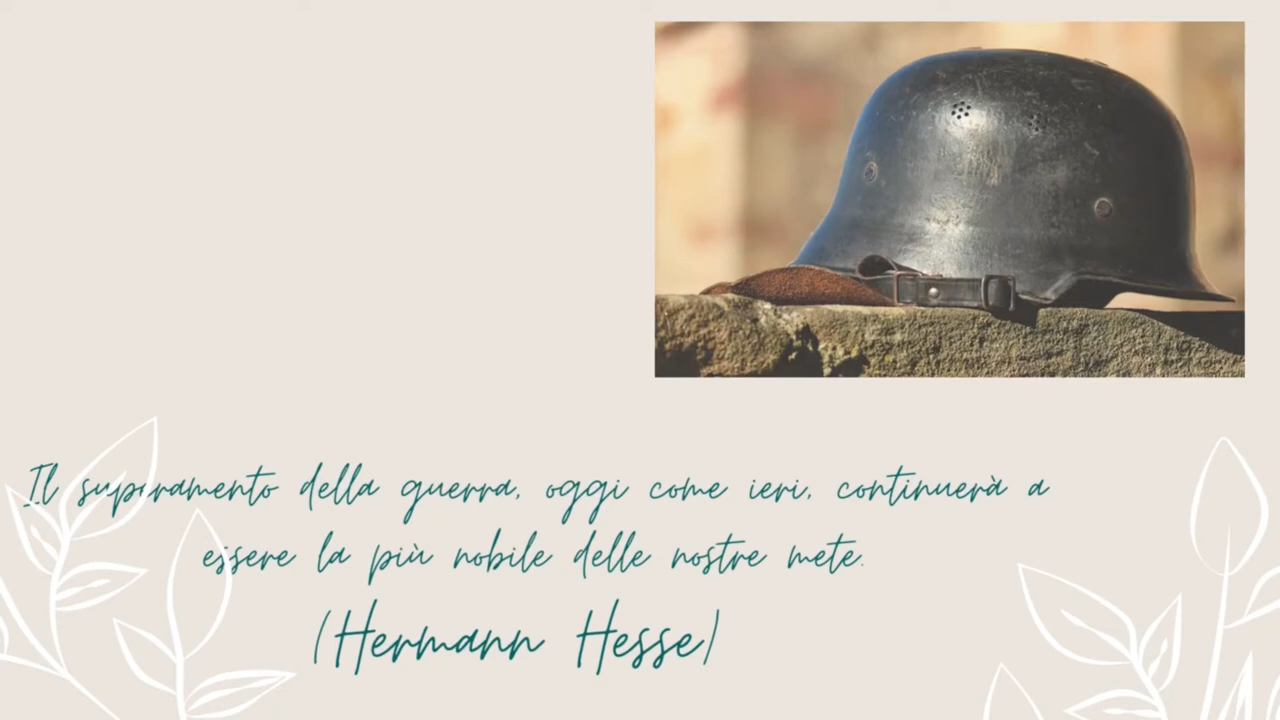 Il superamento della guerra, oggi come ieri, continuerà a
essere la più nobile delle nostre mete.
(Hermann Hesse)